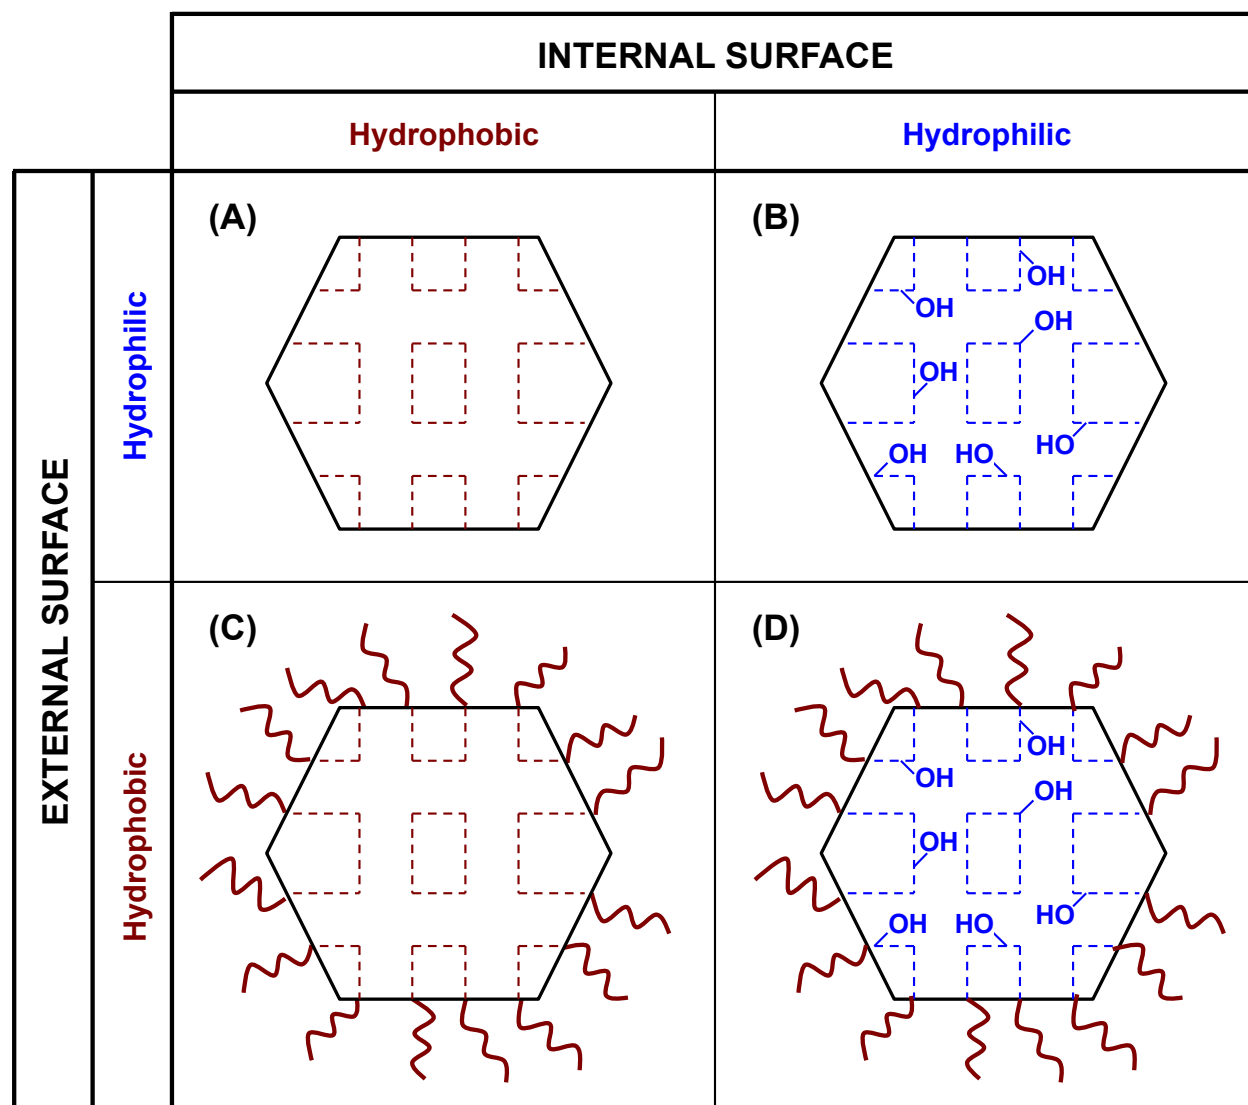 INTERNAL SURFACE
Hydrophobic
Hydrophilic
EXTERNAL SURFACE
Hydrophilic
(A)
(B)
OH
OH
OH
OH
HO
OH
HO
Hydrophobic
(C)
(D)
OH
OH
OH
OH
HO
OH
HO